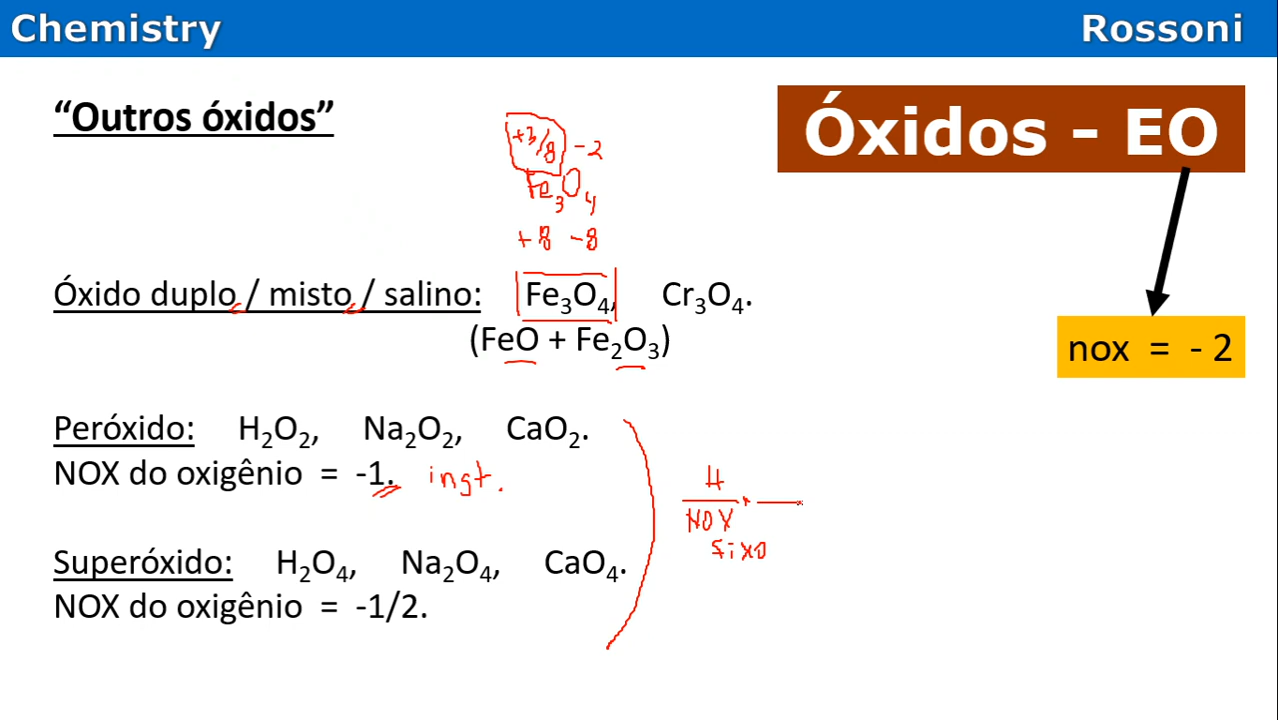 Chemistry Rossoni
“Outros óxidos”
Óxidos – EO
+3/8 -2
Fe₃O₄
+8 -8
Óxido duplo / misto / salino: Fe₃O₄, Cr₃O₄.
(FeO + Fe₂O₃)
nox = - 2
Peróxido: H₂O₂, Na₂O₂, CaO₂.
NOX do oxigênio = -1. inst.
H
NOX
fixo
Superóxido: H₂O₄, Na₂O₄, CaO₄.
NOX do oxigênio = -1/2.